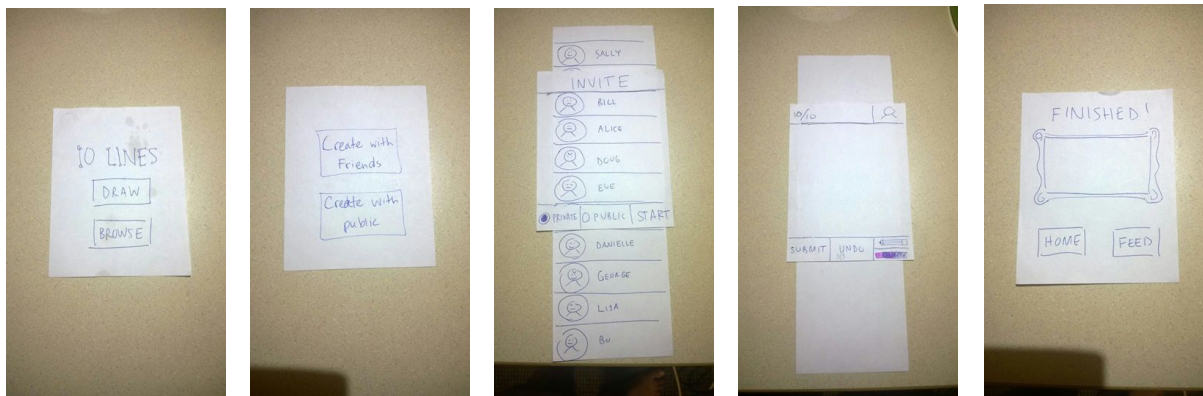 10 LINES
DRAW
BROWSE
Create with
Friends
Create with
public
SALLY
INVITE
BILL
ALICE
DOUG
EVE
PRIVATE PUBLIC START
DANIELLE
GEORGE
LISA
BU
10/10
SUBMIT UNDO
FINISHED!
HOME FEED